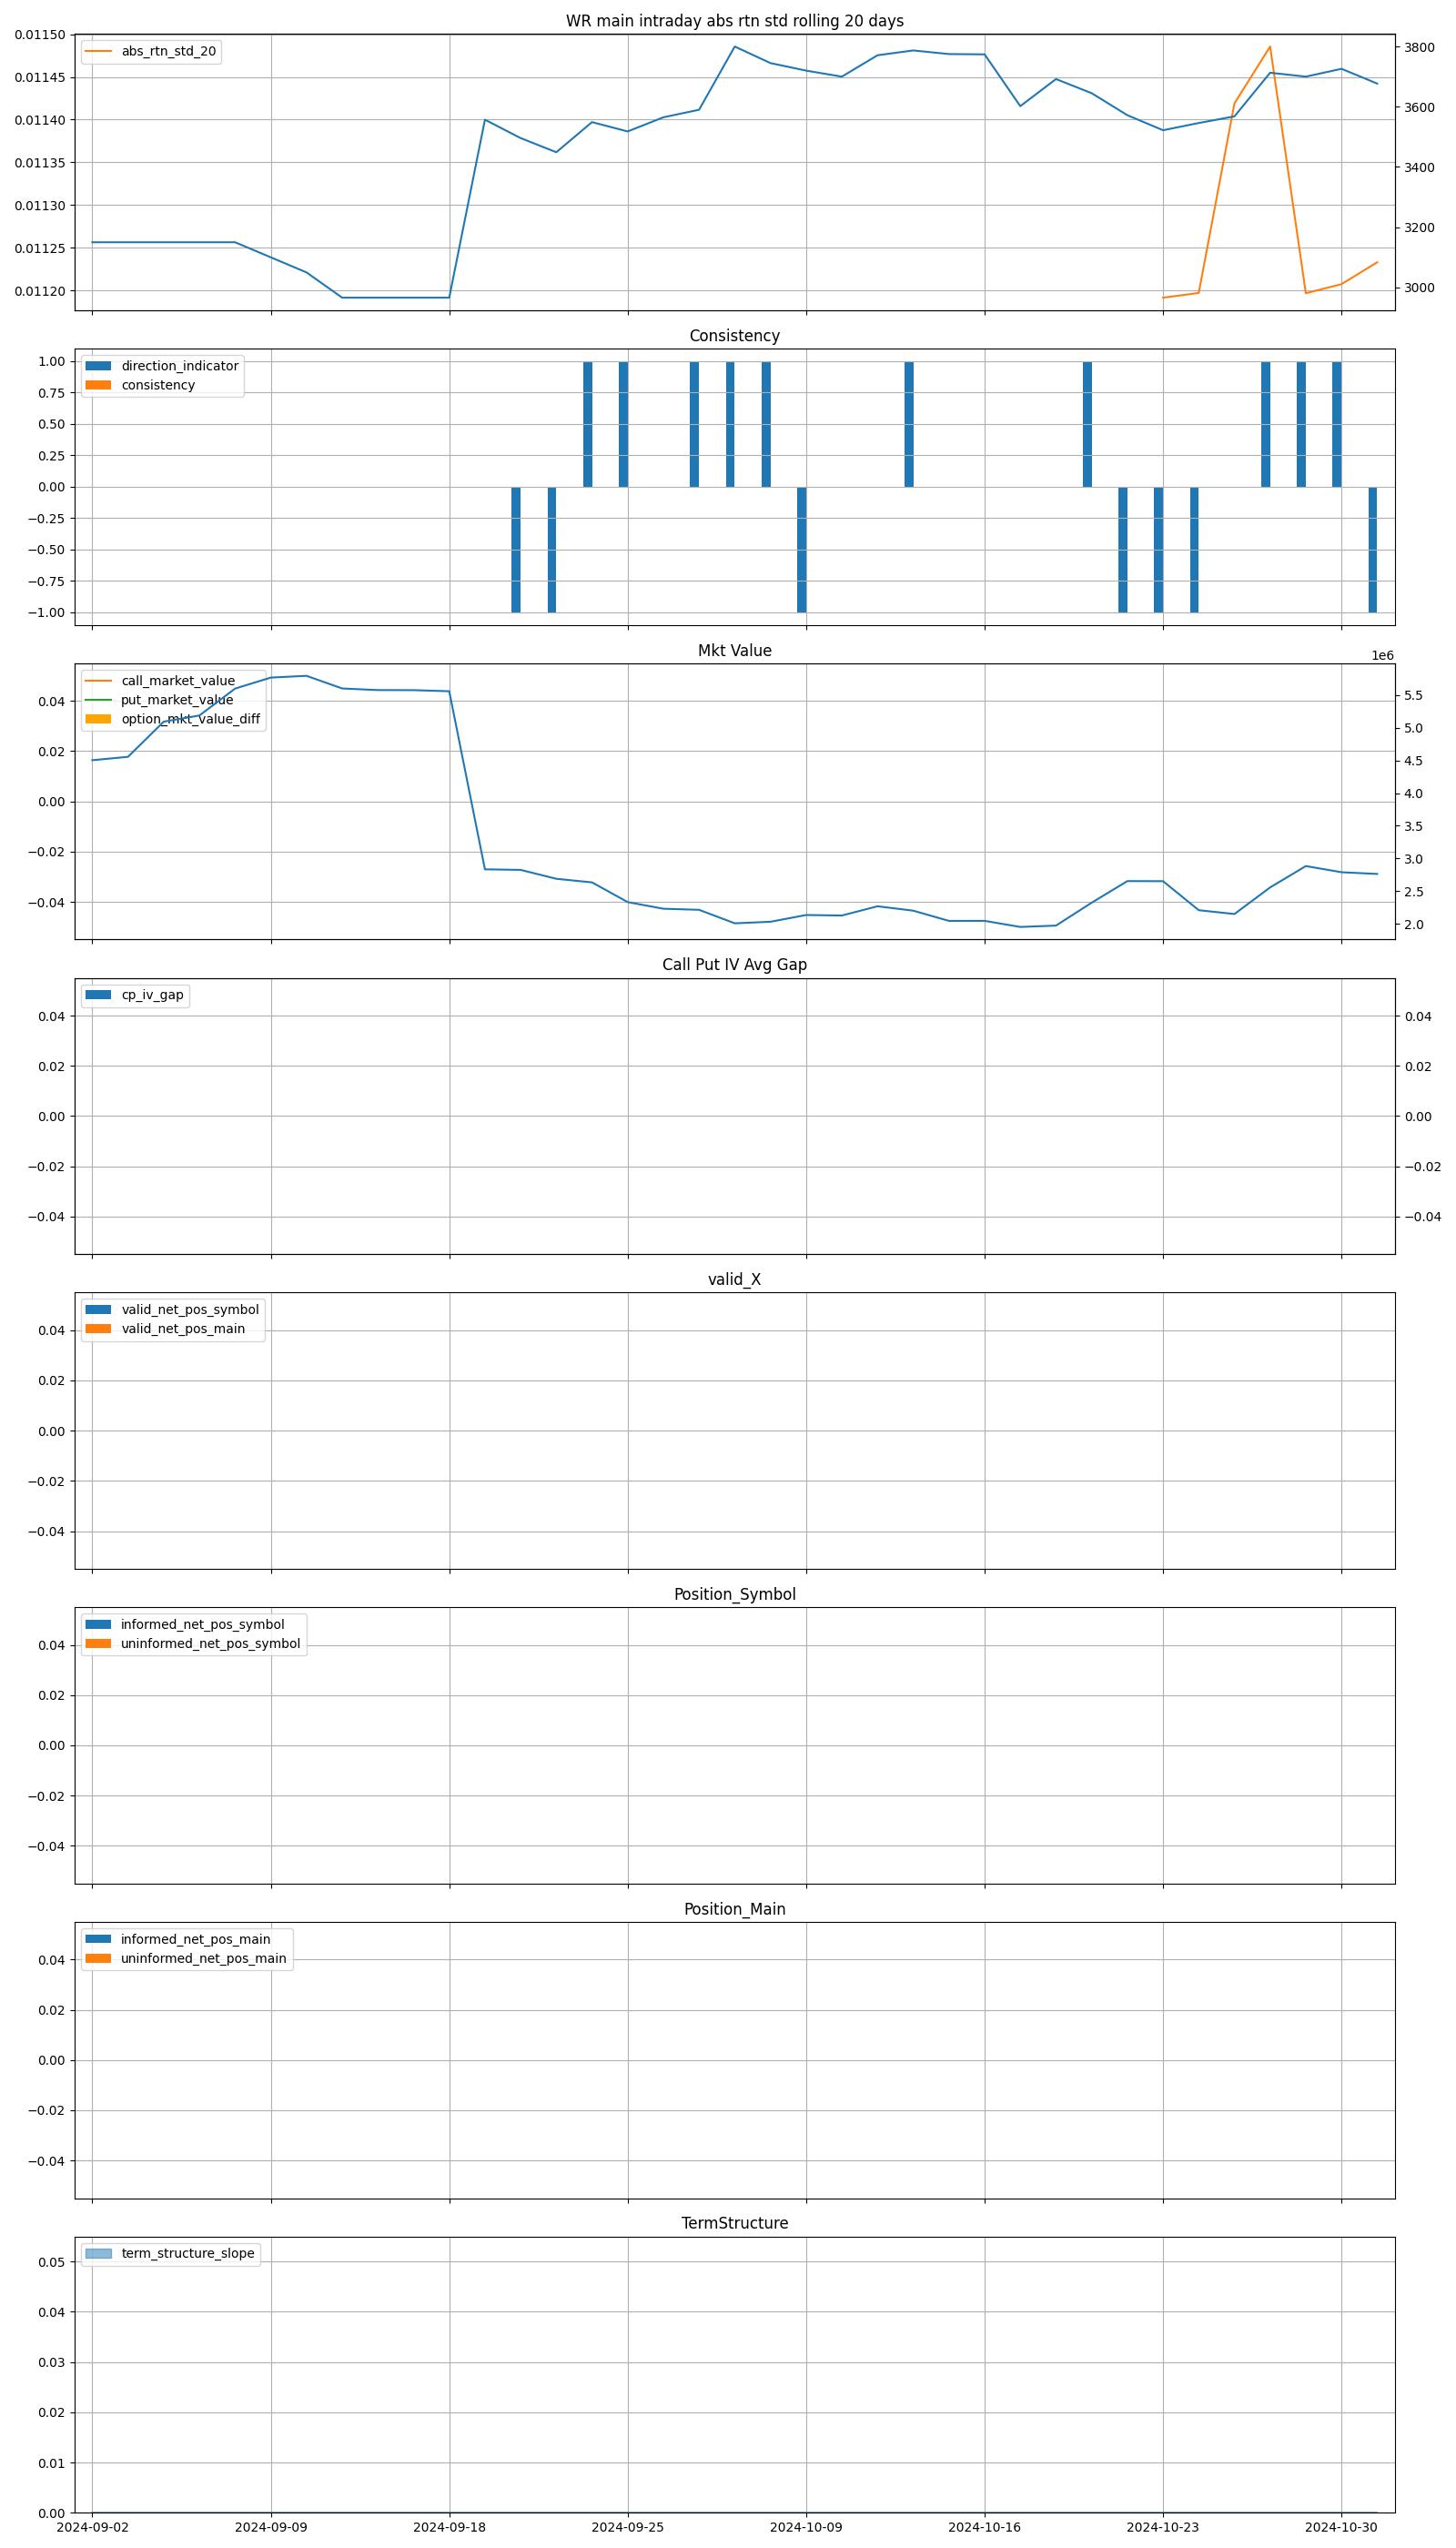 WR main intraday abs rtn std rolling 20 days
abs_rtn_std_20
0.01150
0.01145
0.01140
0.01135
0.01130
0.01125
0.01120
3800
3600
3400
3200
3000
Consistency
direction_indicator
consistency
1.00
0.75
0.50
0.25
0.00
−0.25
−0.50
−0.75
−1.00
Mkt Value
1e6
call_market_value
put_market_value
option_mkt_value_diff
0.04
0.02
0.00
−0.02
−0.04
5.5
5.0
4.5
4.0
3.5
3.0
2.5
2.0
Call Put IV Avg Gap
cp_iv_gap
0.04
0.02
0.00
−0.02
−0.04
0.04
0.02
0.00
−0.02
−0.04
valid_X
valid_net_pos_symbol
valid_net_pos_main
0.04
0.02
0.00
−0.02
−0.04
Position_Symbol
informed_net_pos_symbol
uninformed_net_pos_symbol
0.04
0.02
0.00
−0.02
−0.04
Position_Main
informed_net_pos_main
uninformed_net_pos_main
0.04
0.02
0.00
−0.02
−0.04
TermStructure
term_structure_slope
0.05
0.04
0.03
0.02
0.01
0.00
2024-09-02 2024-09-09 2024-09-18 2024-09-25 2024-10-09 2024-10-16 2024-10-23 2024-10-30